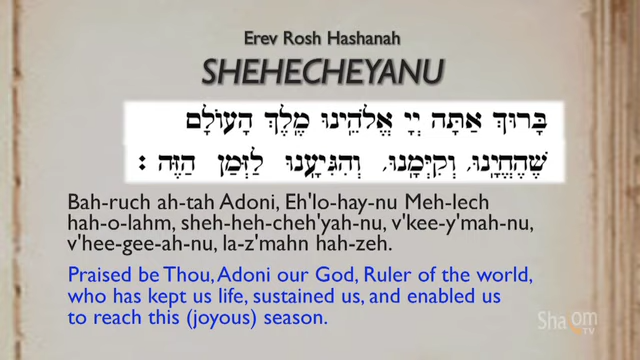 Erev Rosh Hashanah
SHEHECHEYANU
בָּרוּךְ אַתָּה יְיָ אֱלֹהֵינוּ מֶלֶךְ הָעוֹלָם
שֶׁהֶחֱיָנוּ, וְקִיְּמָנוּ, וְהִגִּיעָנוּ לַזְּמַן הַזֶּה :
Bah-ruch ah-tah Adoni, Eh'lo-hay-nu Meh-lech
hah-o-lahm, sheh-heh-cheh'yah-nu, v'kee-y'mah-nu,
v'hee-gee-ah-nu, la-z'mahn hah-zeh.
Praised be Thou, Adoni our God, Ruler of the world,
who has kept us life, sustained us, and enabled us
to reach this (joyous) season.
Shalom
TV